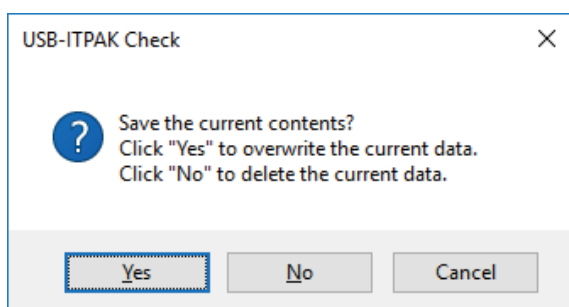 USB-ITPAK Check
?
Save the current contents?
Click "Yes" to overwrite the current data.
Click "No" to delete the current data.
Yes
No
Cancel